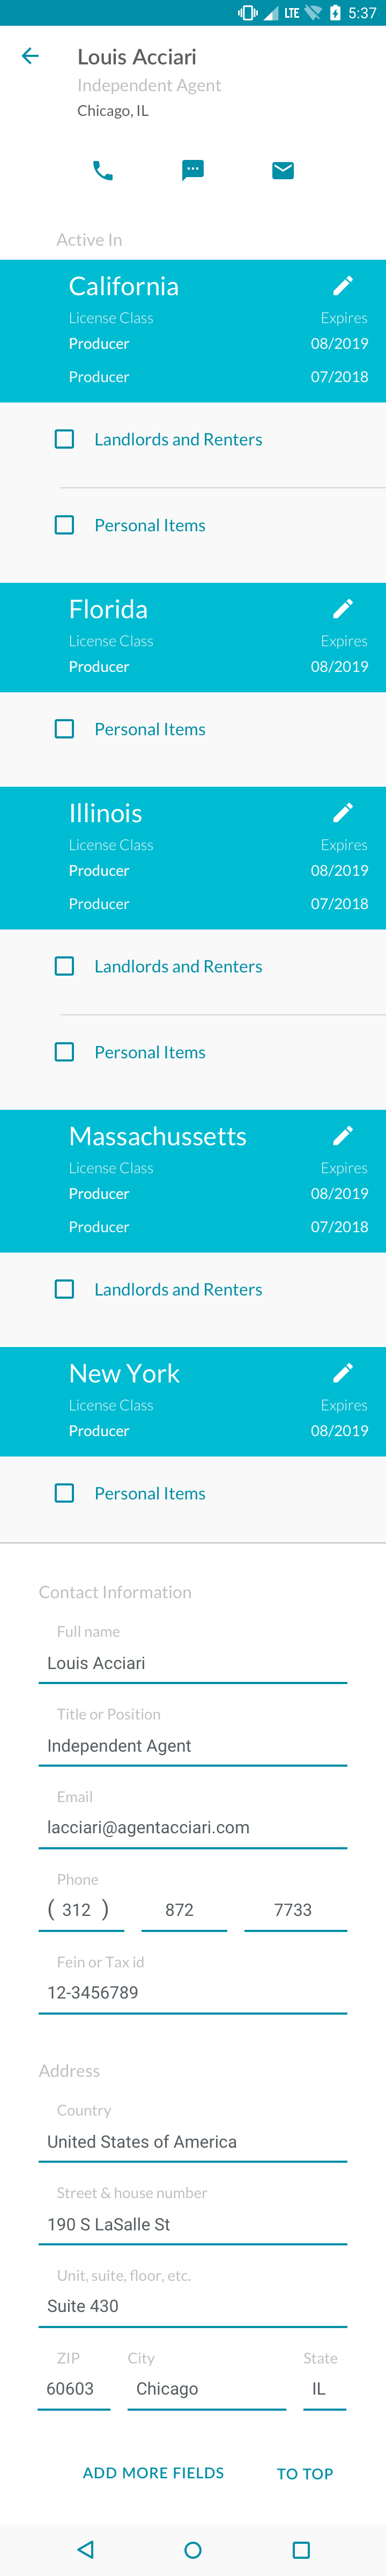 LTE 5:37
Louis Acciari
Independent Agent
Chicago, IL
Active In
California
License Class Expires
Producer 08/2019
Producer 07/2018
Landlords and Renters
Personal Items
Florida
License Class Expires
Producer 08/2019
Personal Items
Illinois
License Class Expires
Producer 08/2019
Producer 07/2018
Landlords and Renters
Personal Items
Massachussetts
License Class Expires
Producer 08/2019
Producer 07/2018
Landlords and Renters
New York
License Class Expires
Producer 08/2019
Personal Items
Contact Information
Full name
Louis Acciari
Title or Position
Independent Agent
Email
lacciari@agentacciari.com
Phone
( 312 ) 872 7733
Fein or Tax id
12-3456789
Address
Country
United States of America
Street & house number
190 S LaSalle St
Unit, suite, floor, etc.
Suite 430
ZIP City State
60603 Chicago IL
ADD MORE FIELDS TO TOP